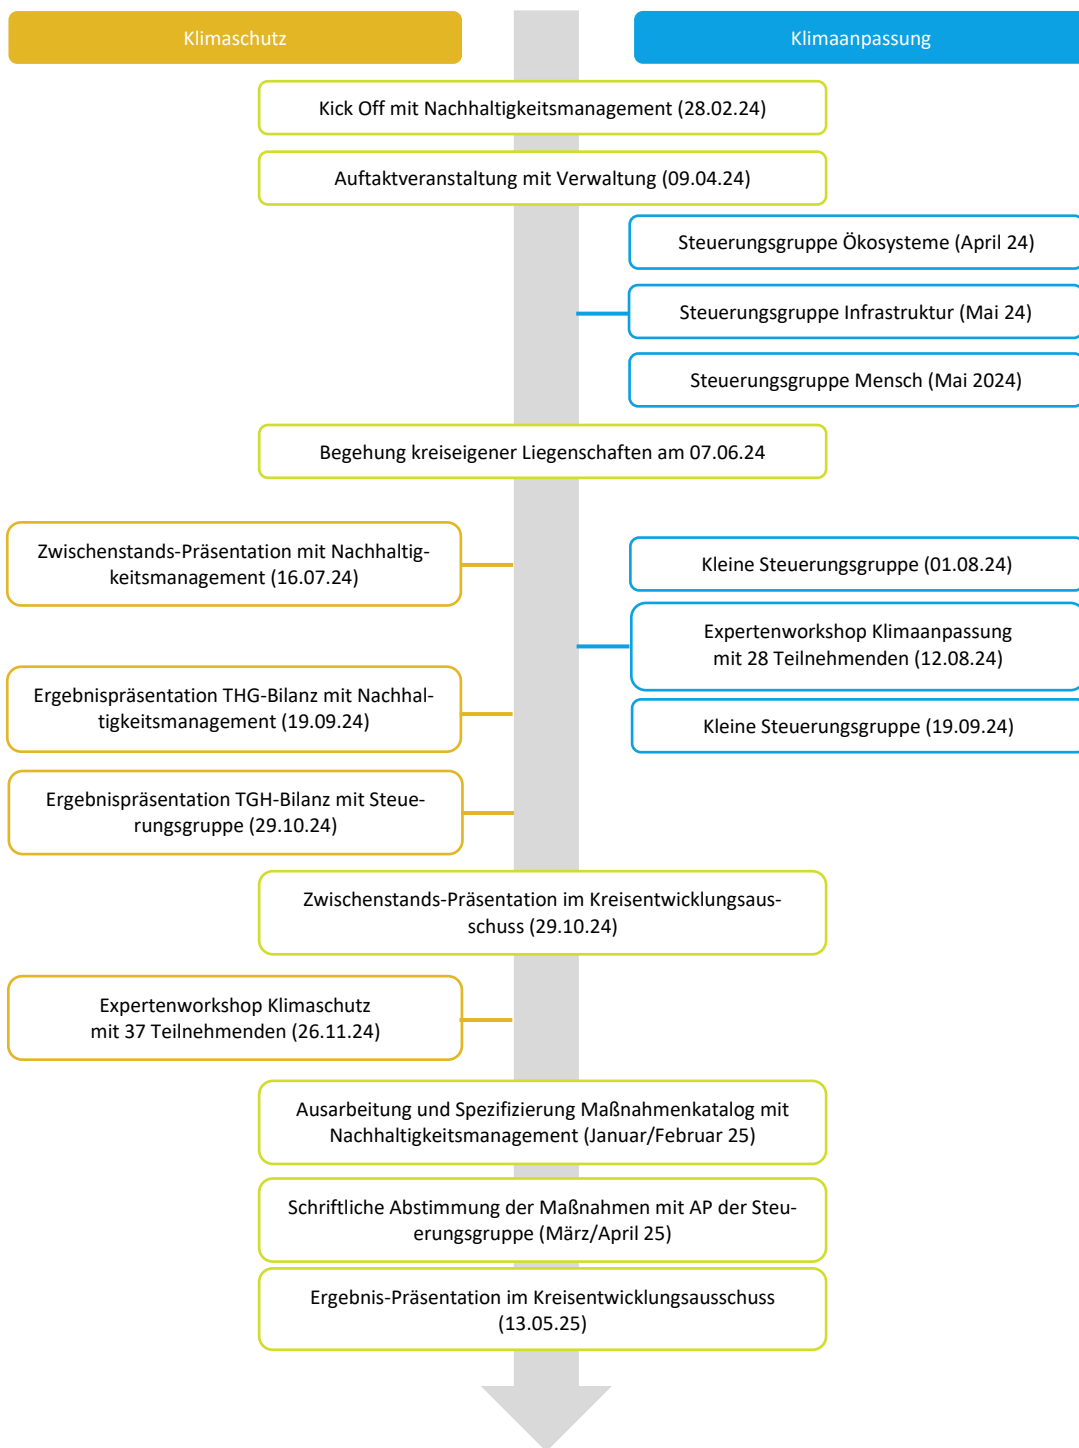 Klimaschutz
Klimaanpassung
Kick Off mit Nachhaltigkeitsmanagement (28.02.24)
Auftaktveranstaltung mit Verwaltung (09.04.24)
Steuerungsgruppe Ökosysteme (April 24)
Steuerungsgruppe Infrastruktur (Mai 24)
Steuerungsgruppe Mensch (Mai 2024)
Begehung kreiseigener Liegenschaften am 07.06.24
Zwischenstands-Präsentation mit Nachhaltig-
keitsmanagement (16.07.24)
Kleine Steuerungsgruppe (01.08.24)
Expertenworkshop Klimaanpassung
mit 28 Teilnehmenden (12.08.24)
Ergebnispräsentation THG-Bilanz mit Nachhal-
tigkeitsmanagement (19.09.24)
Kleine Steuerungsgruppe (19.09.24)
Ergebnispräsentation TGH-Bilanz mit Steue-
rungsgruppe (29.10.24)
Zwischenstands-Präsentation im Kreisentwicklungsaus-
schuss (29.10.24)
Expertenworkshop Klimaschutz
mit 37 Teilnehmenden (26.11.24)
Ausarbeitung und Spezifizierung Maßnahmenkatalog mit
Nachhaltigkeitsmanagement (Januar/Februar 25)
Schriftliche Abstimmung der Maßnahmen mit AP der Steu-
erungsgruppe (März/April 25)
Ergebnis-Präsentation im Kreisentwicklungsausschuss
(13.05.25)